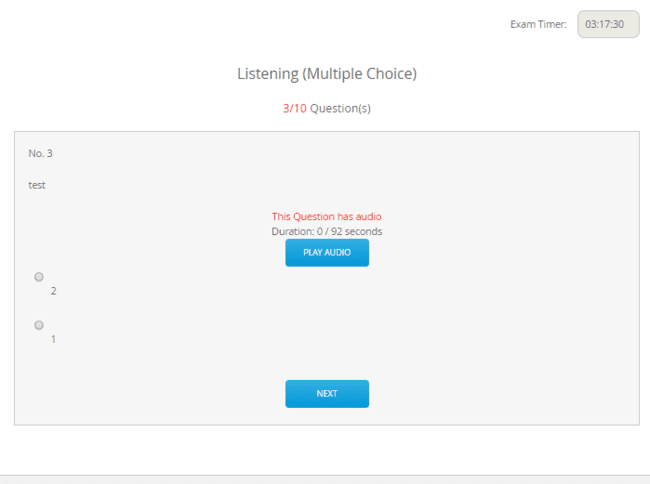 Exam Timer: 03:17:30
Listening (Multiple Choice)
3/10 Question(s)
No. 3
test
This Question has audio
Duration: 0 / 92 seconds
PLAY AUDIO
2
1
NEXT